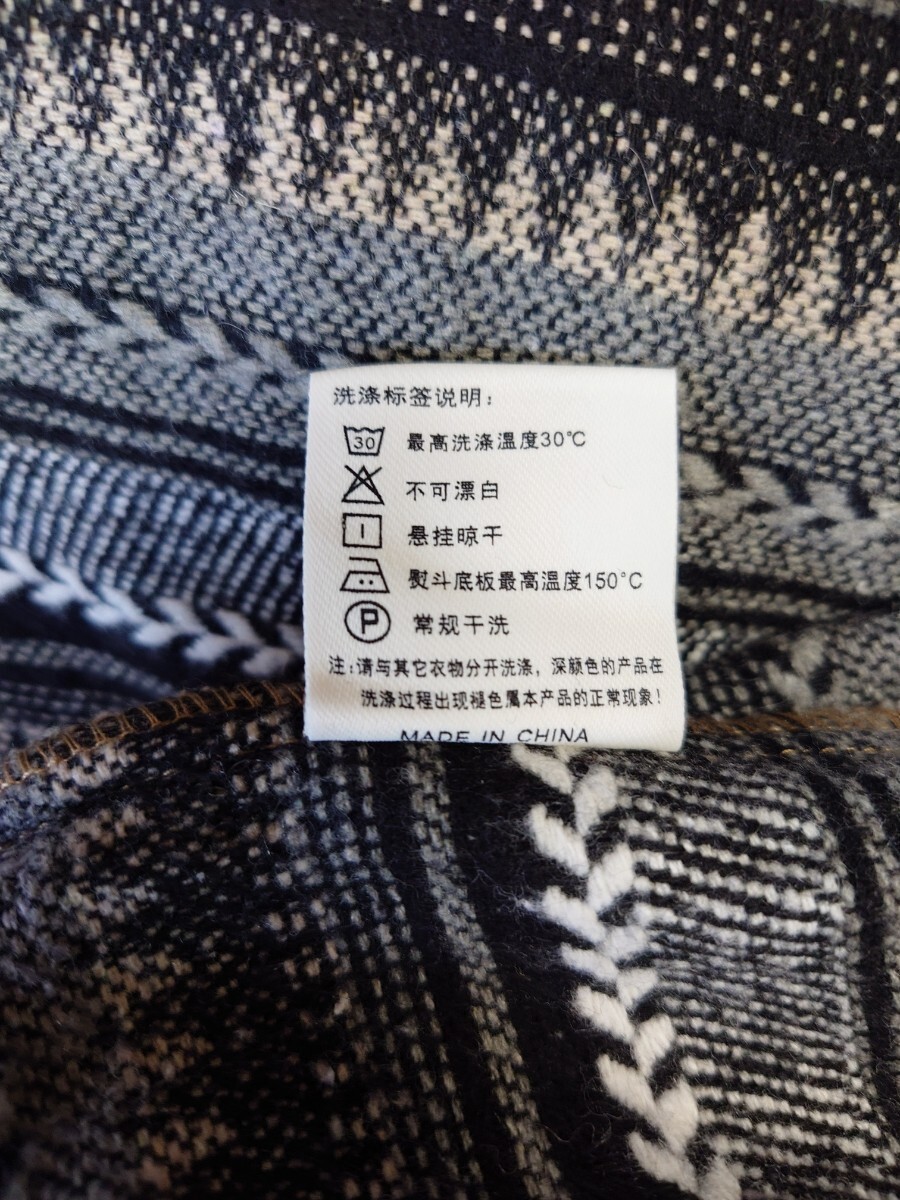 洗涤标签说明：
30 最高洗涤温度30℃
不可漂白
悬挂晾干
熨斗底板最高温度150°C
P 常规干洗
注：请与其它衣物分开洗涤，深颜色的产品在
洗涤过程出现褪色属本产品的正常现象！
MADE IN CHINA